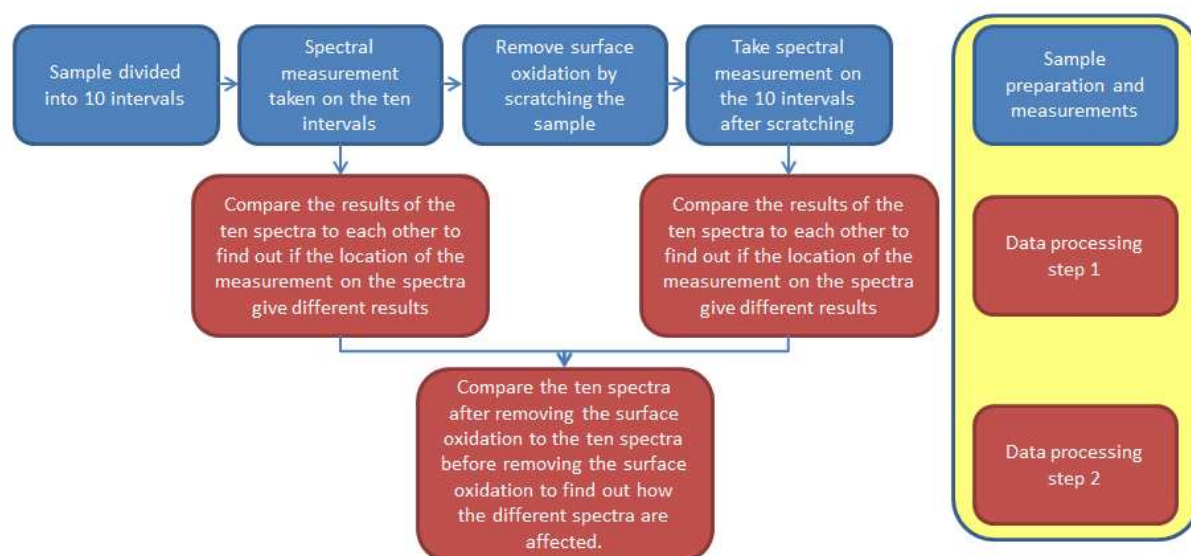 Sample divided
into 10 intervals
Spectral
measurement
taken on the ten
intervals
Remove surface
oxidation by
scratching the
sample
Take spectral
measurement on
the 10 intervals
after scratching
Sample
preparation and
measurements
Compare the results of the
ten spectra to each other to
find out if the location of the
measurement on the spectra
give different results
Compare the results of the
ten spectra to each other to
find out if the location of the
measurement on the spectra
give different results
Data processing
step 1
Compare the ten spectra
after removing the surface
oxidation to the ten spectra
before removing the surface
oxidation to find out how
the different spectra are
affected.
Data processing
step 2